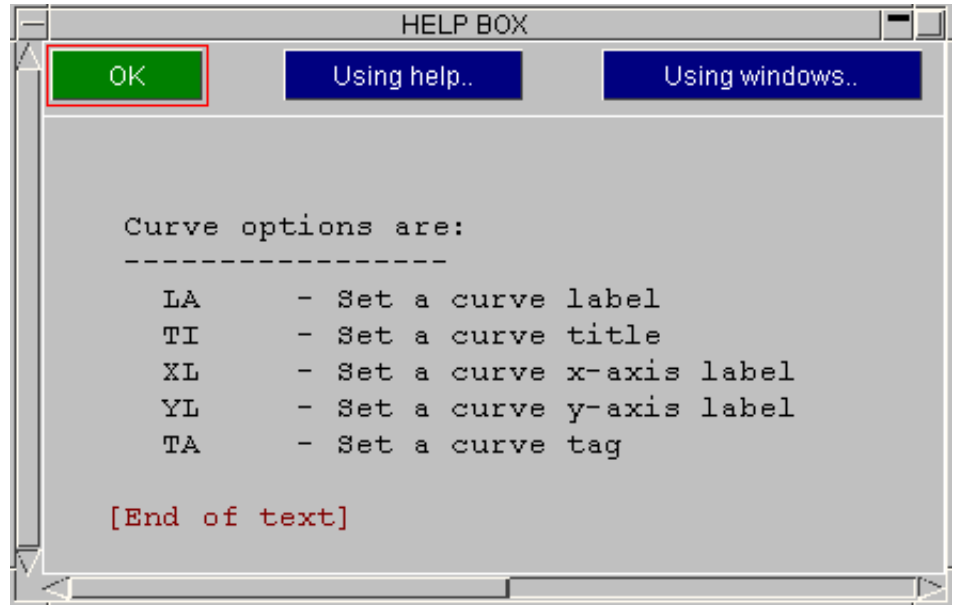 HELP BOX
OK
Using help..
Using windows..
Curve options are:
-----------------
LA - Set a curve label
TI - Set a curve title
XL - Set a curve x-axis label
YL - Set a curve y-axis label
TA - Set a curve tag
[End of text]